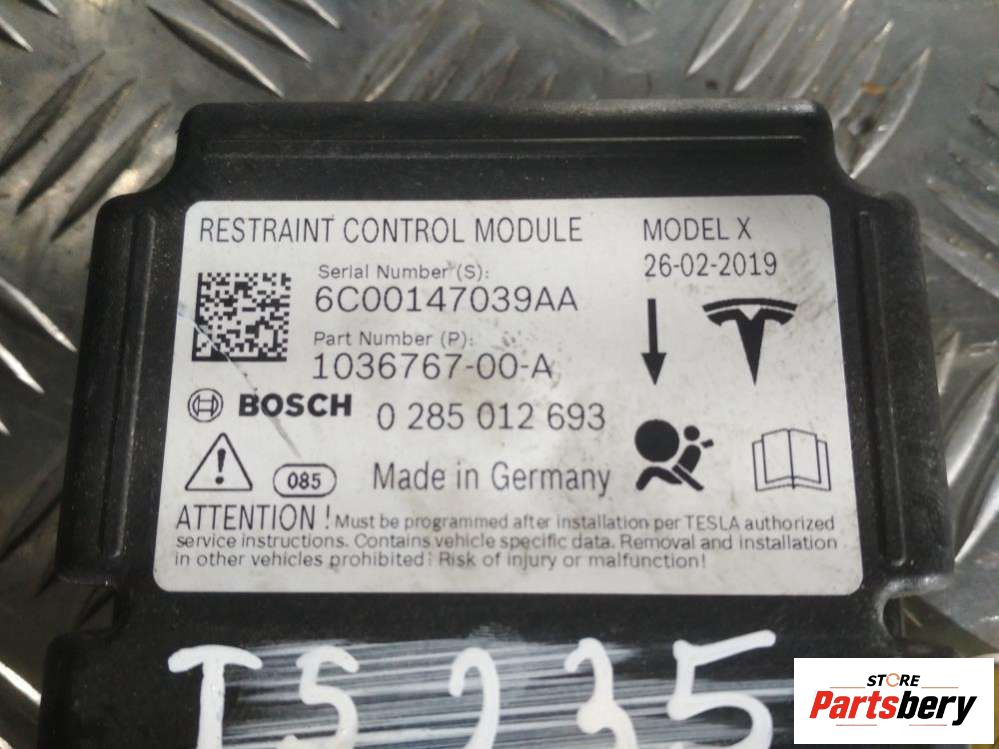 RESTRAINT CONTROL MODULE MODEL X
26-02-2019
Serial Number (S):
6C00147039AA
Part Number (P):
1036767-00-A
BOSCH 0 285 012 693
085 Made in Germany
ATTENTION ! Must be programmed after installation per TESLA authorized
service instructions. Contains vehicle specific data. Removal and installation
in other vehicles prohibited! Risk of injury or malfunction!
TS235
STORE
Partsbery